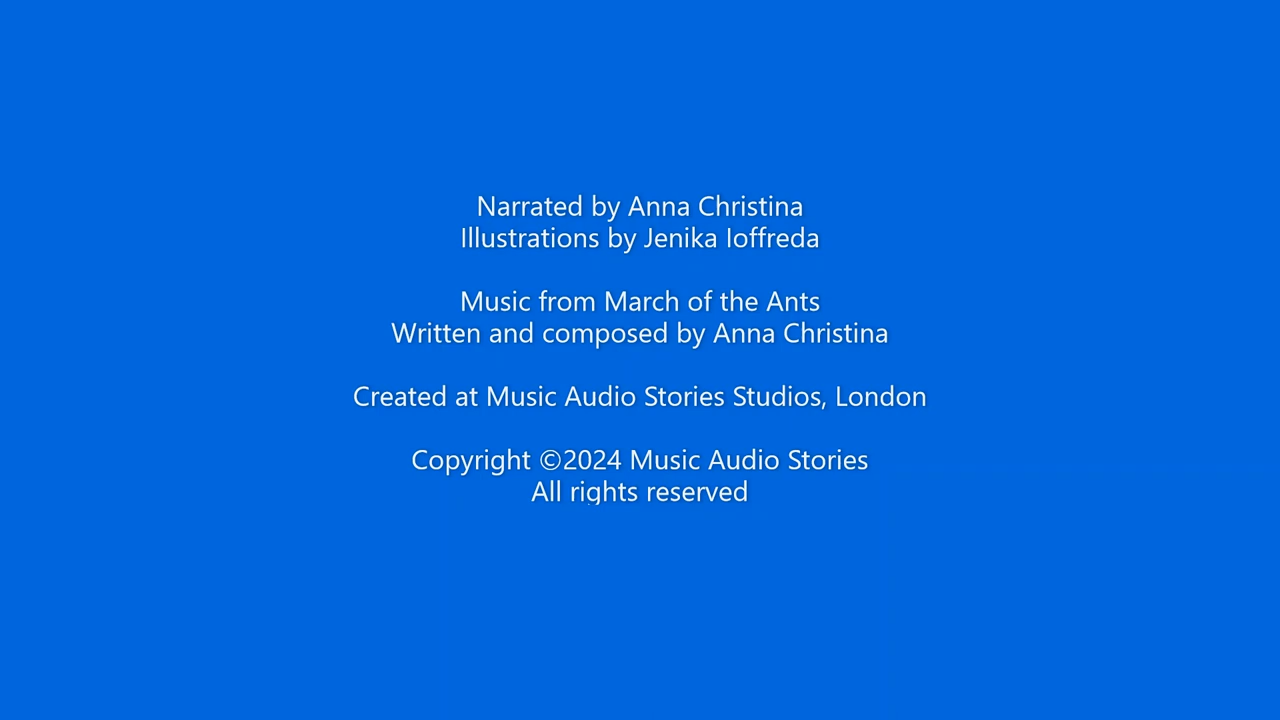 Narrated by Anna Christina
Illustrations by Jenika Ioffreda
Music from March of the Ants
Written and composed by Anna Christina
Created at Music Audio Stories Studios, London
Copyright ©2024 Music Audio Stories
All rights reserved